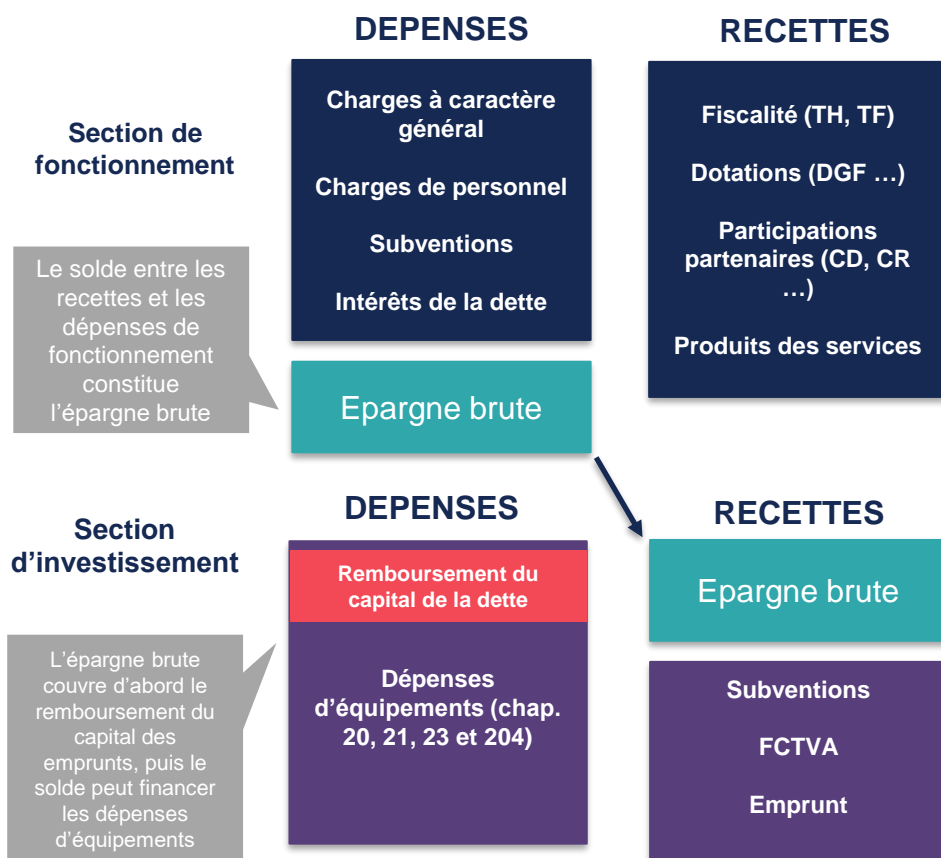 DEPENSES
RECETTES
Section de
fonctionnement
Charges à caractère
général
Charges de personnel
Subventions
Intérêts de la dette
Fiscalité (TH, TF)
Dotations (DGF …)
Participations
partenaires (CD, CR
…)
Produits des services
Le solde entre les
recettes et les
dépenses de
fonctionnement
constitue
l’épargne brute
Epargne brute
Section
d’investissement
DEPENSES
RECETTES
Remboursement du
capital de la dette
Dépenses
d’équipements (chap.
20, 21, 23 et 204)
Epargne brute
Subventions
FCTVA
Emprunt
L’épargne brute
couvre d’abord le
remboursement du
capital des
emprunts, puis le
solde peut financer
les dépenses
d’équipements